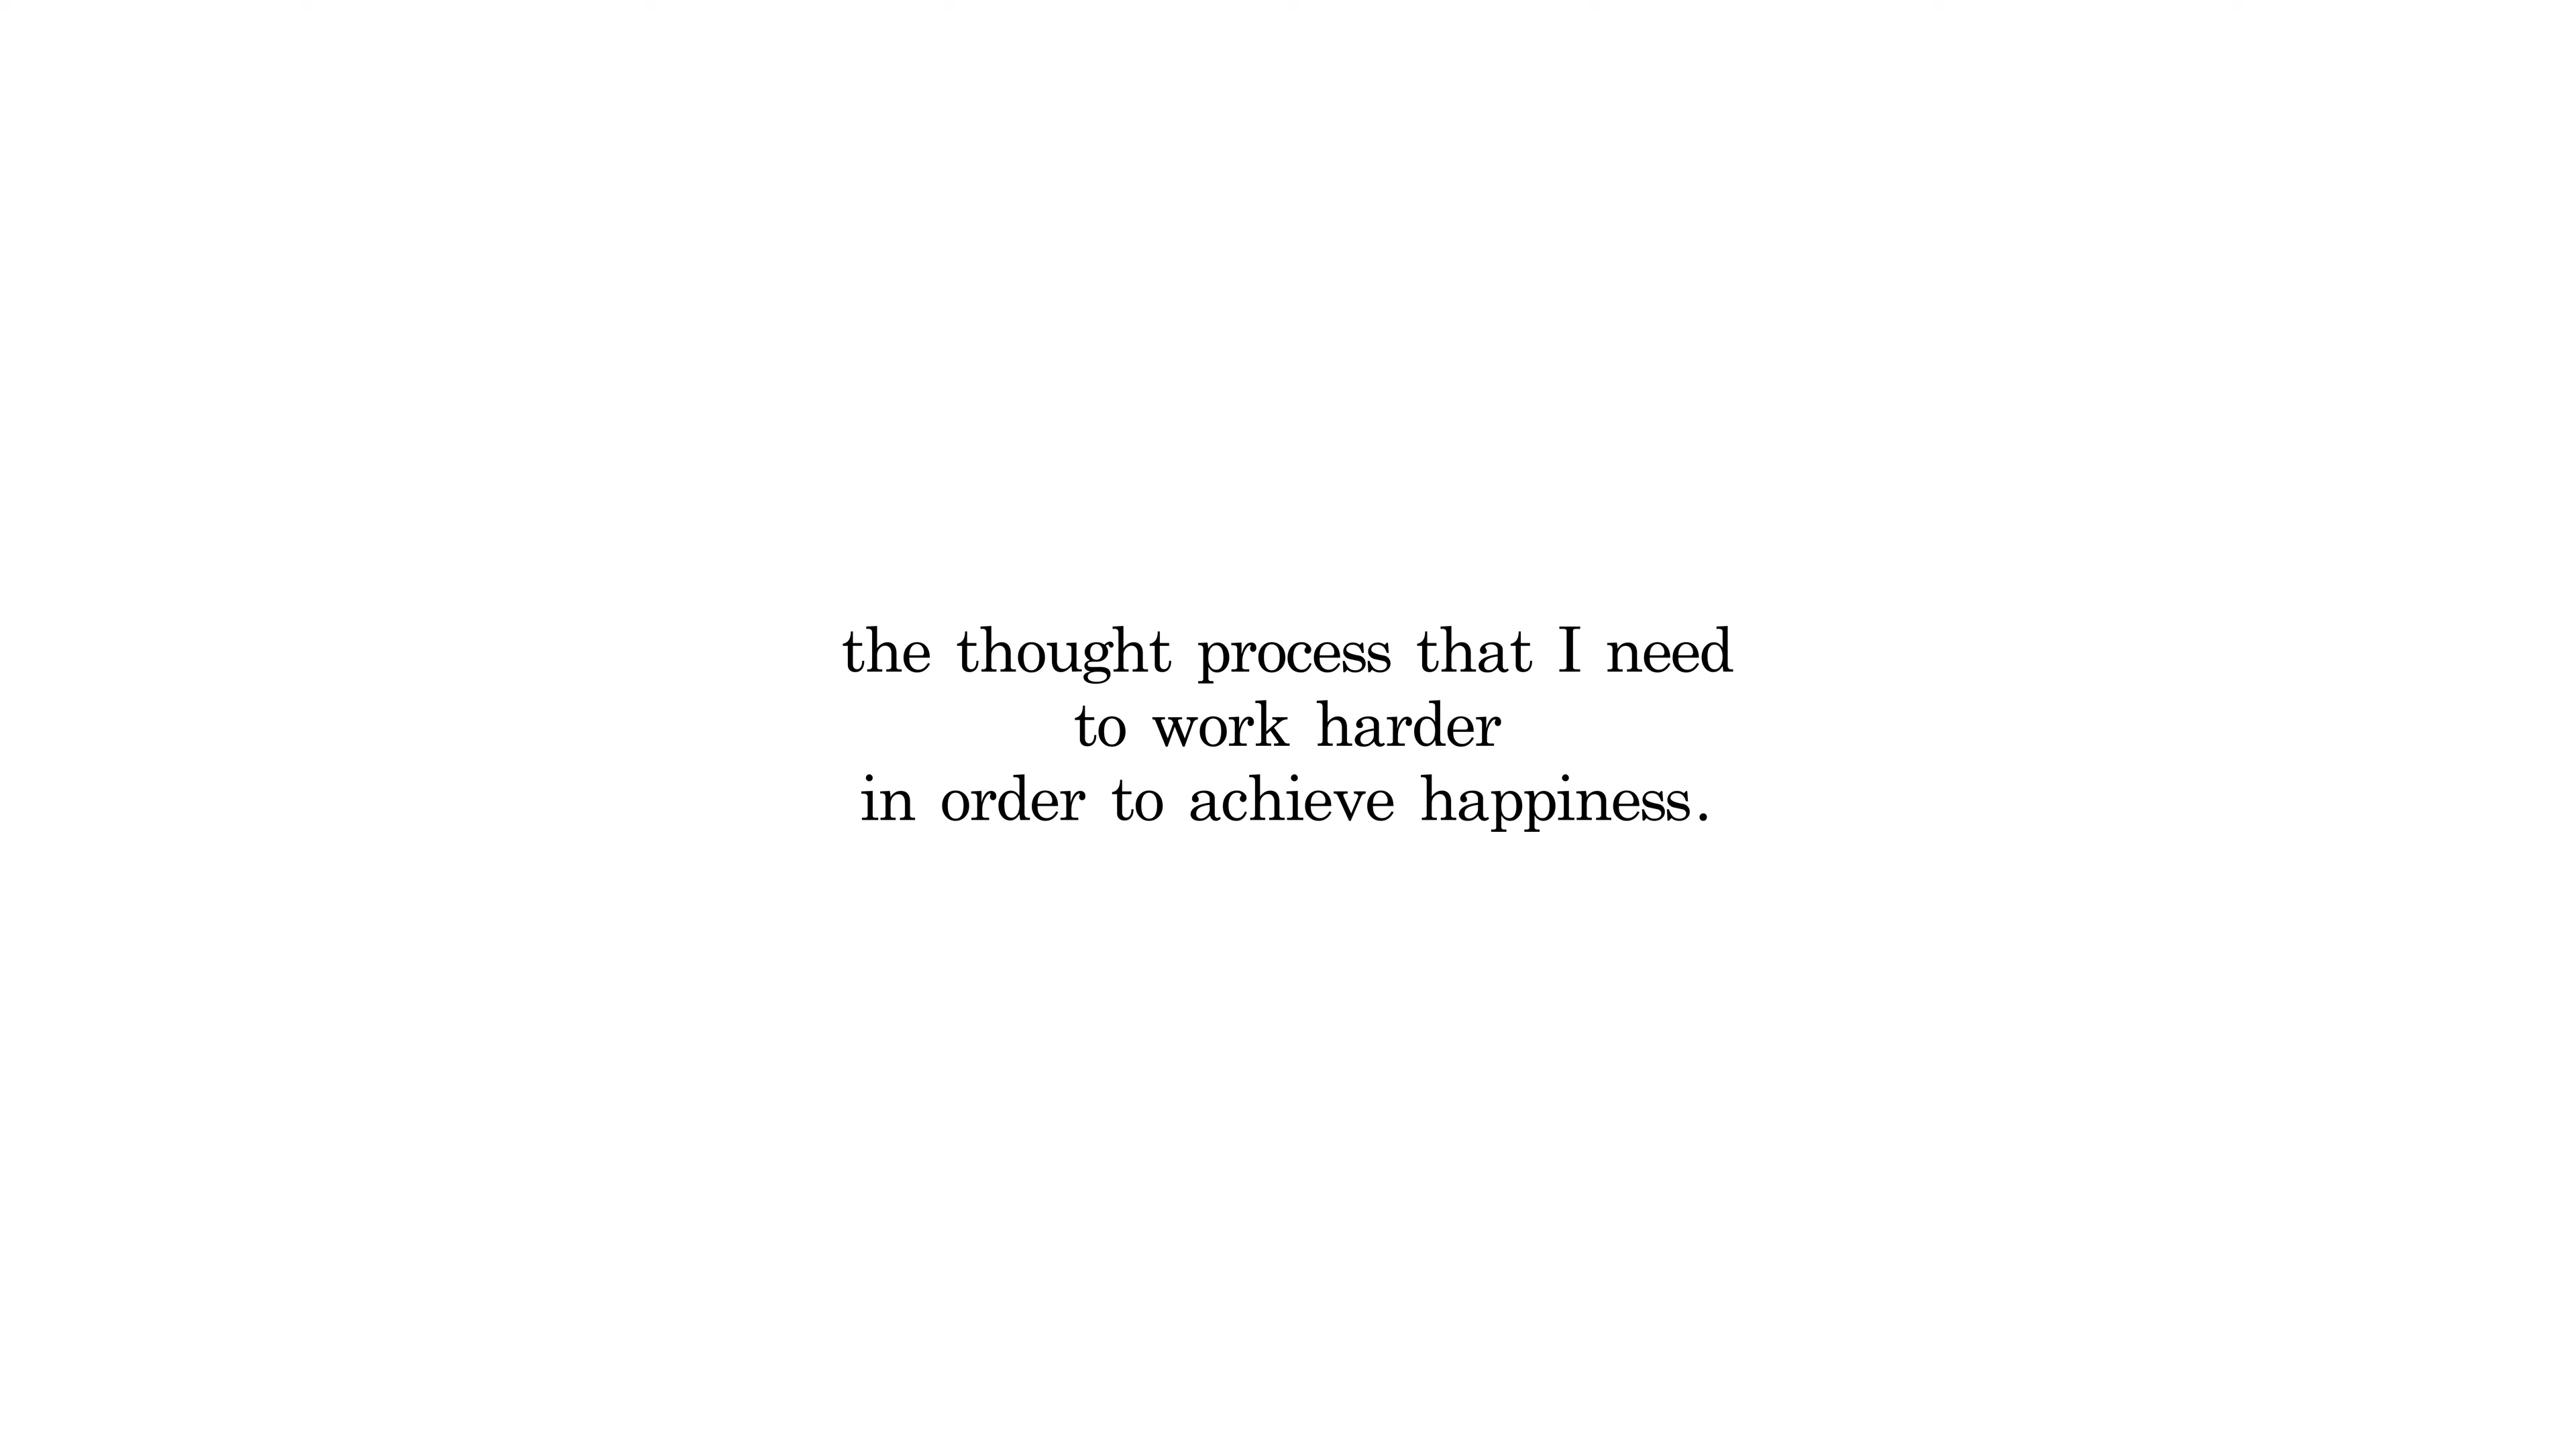 the thought process that I need
to work harder
in order to achieve happiness.